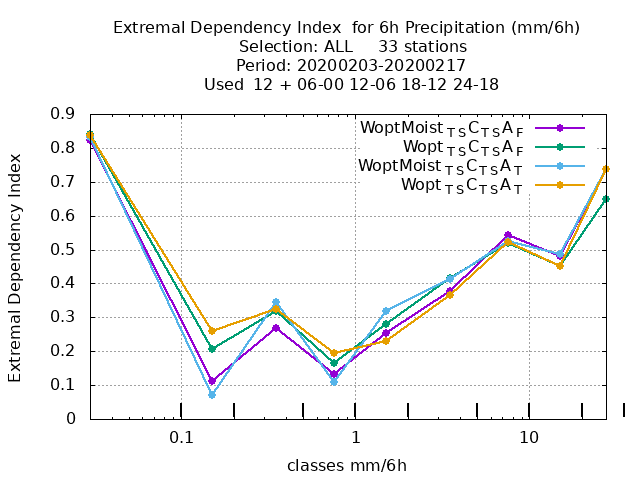 Extremal Dependency Index  for 6h Precipitation (mm/6h)
Selection: ALL     33 stations
Period: 20200203-20200217
Used  12 + 06-00 12-06 18-12 24-18
WoptMoist TS C TS A F
Wopt TS C TS A F
WoptMoist TS C TS A T
Wopt TS C TS A T
Extremal Dependency Index
0.9
0.8
0.7
0.6
0.5
0.4
0.3
0.2
0.1
0
0.1 1 10
classes mm/6h